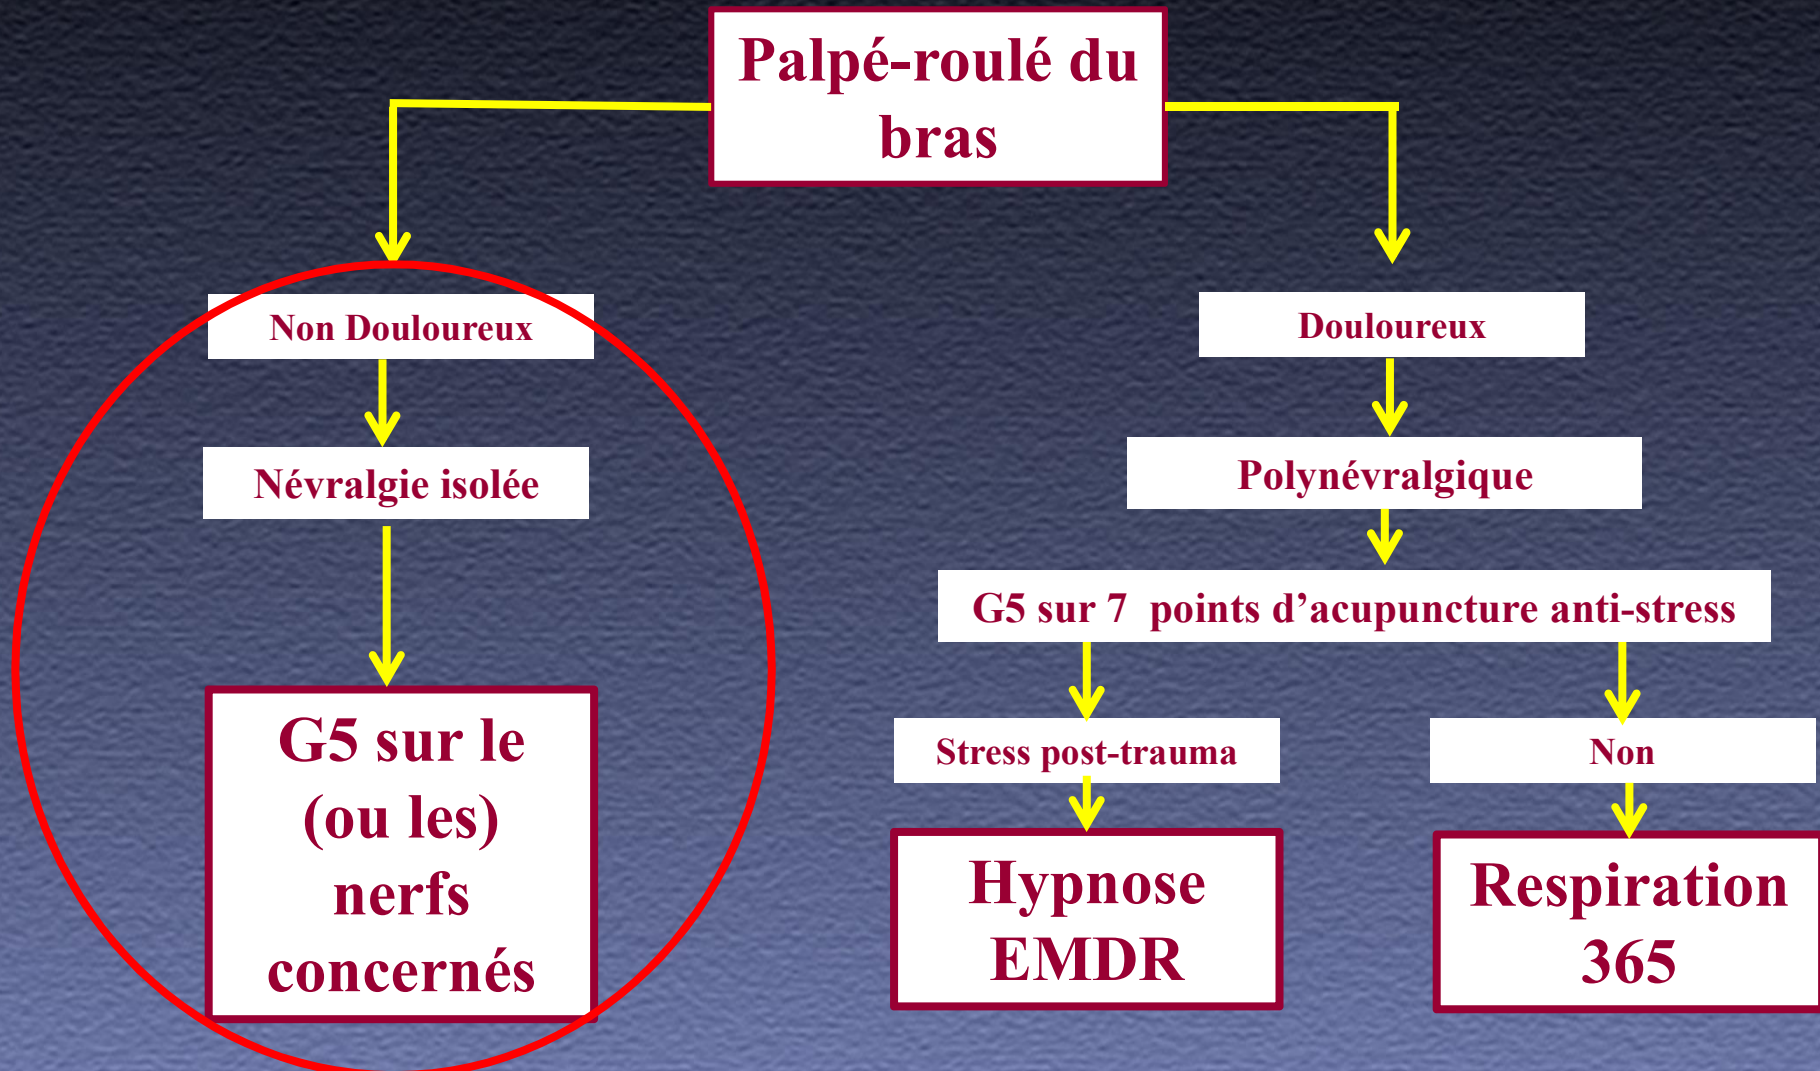 Palpé-roulé du
bras
Non Douloureux
Douloureux
Névralgie isolée
Polynévralgique
G5 sur 7 points d’acupuncture anti-stress
G5 sur le
(ou les)
nerfs
concernés
Stress post-trauma
Non
Hypnose
EMDR
Respiration
365